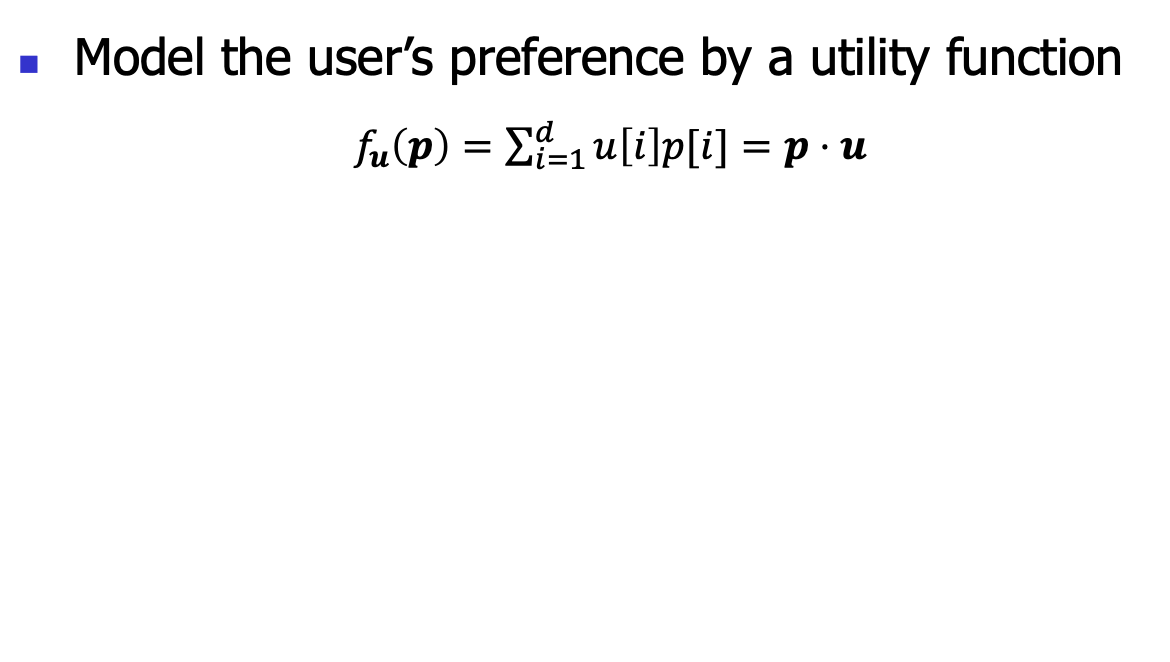 ▪ Model the user's preference by a utility function
f_u(p) = ∑_{i=1}^{d} u[i]p[i] = p · u